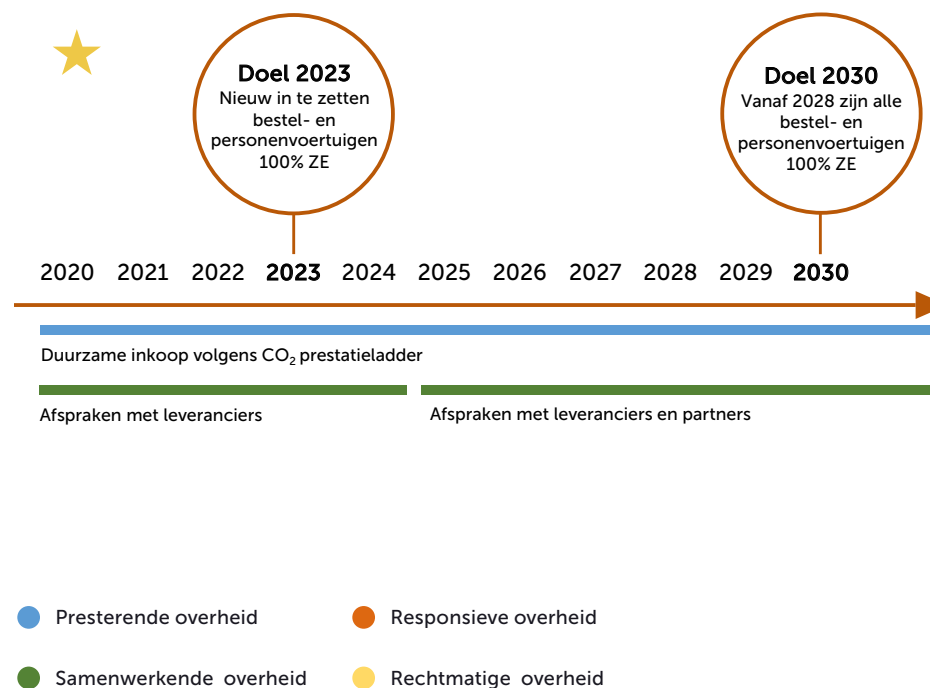 Doel 2023
Nieuw in te zetten
bestel- en
personenvoertuigen
100% ZE
Doel 2030
Vanaf 2028 zijn alle
bestel- en
personenvoertuigen
100% ZE
2020 2021 2022 2023 2024 2025 2026 2027 2028 2029 2030
Duurzame inkoop volgens CO₂ prestatieladder
Afspraken met leveranciers
Afspraken met leveranciers en partners
Presterende overheid
Responsieve overheid
Samenwerkende overheid
Rechtmatige overheid